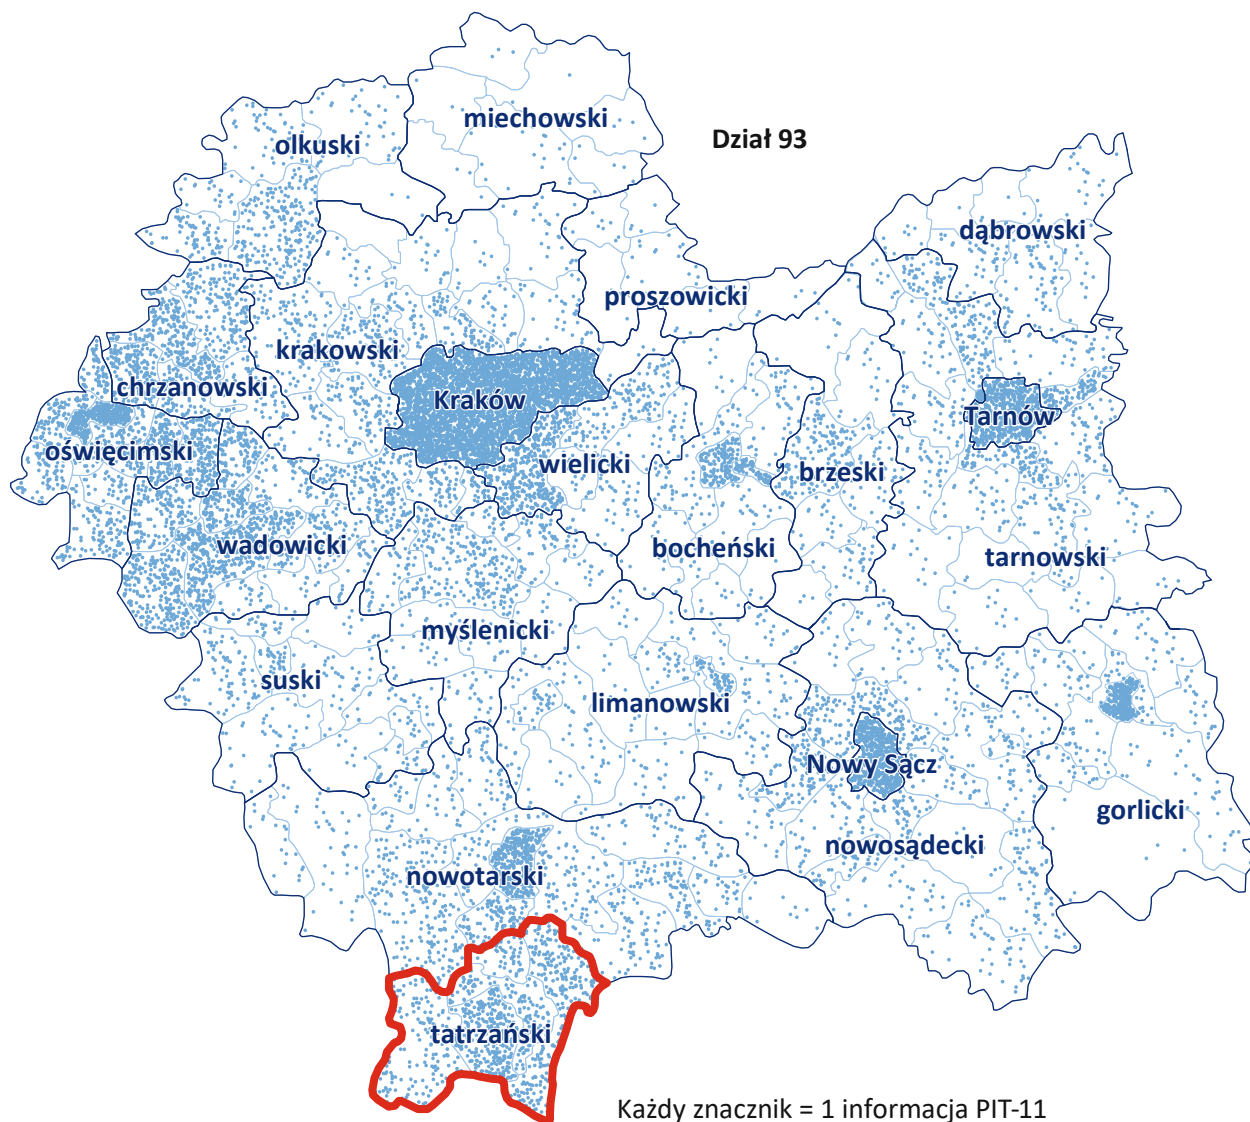 miechowski
Dział 93
olkuski
dąbrowski
proszowicki
krakowski
chrzanowski
Kraków
Tarnów
oświęcimski
wielicki
brzeski
wadowicki
bocheński
tarnowski
myślenicki
suski
limanowski
Nowy Sącz
gorlicki
nowosądecki
nowotarski
tatrzański
Każdy znacznik = 1 informacja PIT-11